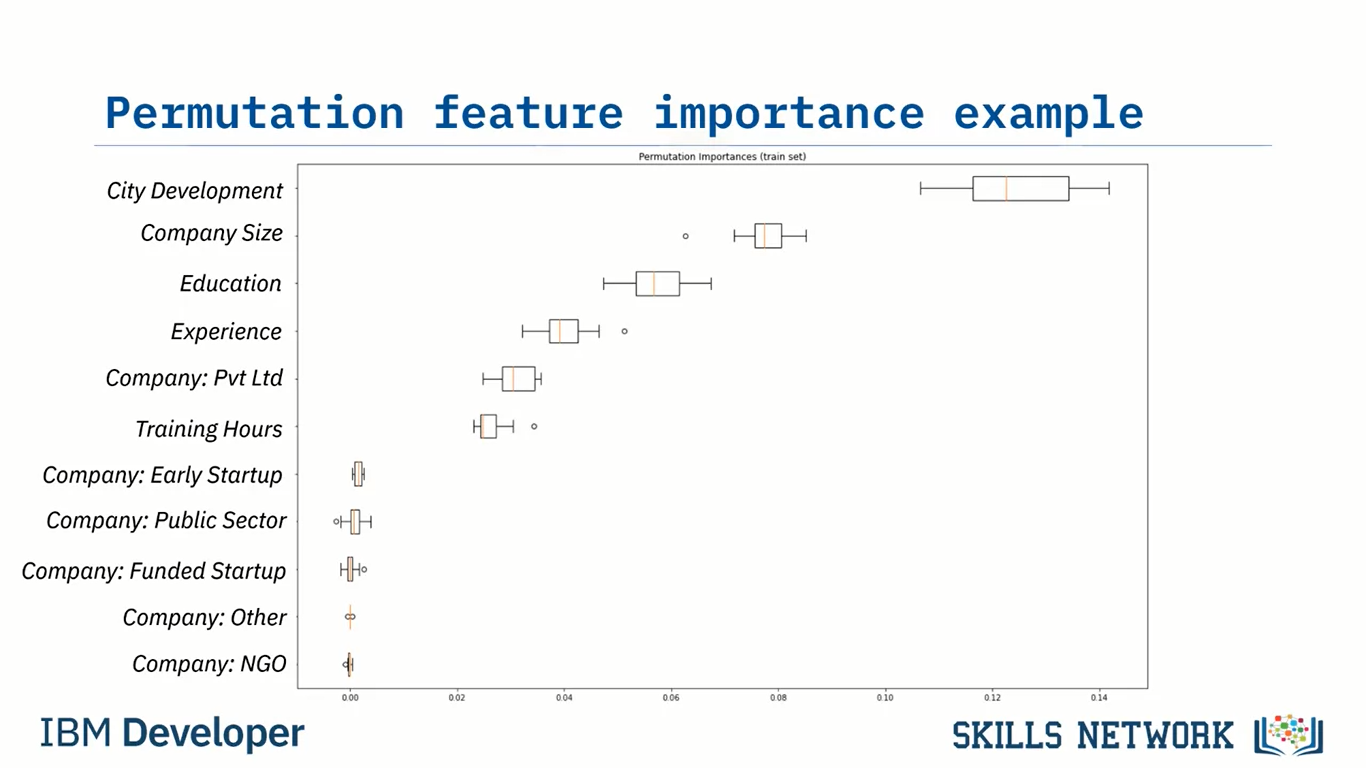 Permutation feature importance example
Permutation Importances (train set)
City Development
Company Size
Education
Experience
Company: Pvt Ltd
Training Hours
Company: Early Startup
Company: Public Sector
Company: Funded Startup
Company: Other
Company: NGO
0.00 0.02 0.04 0.06 0.08 0.10 0.12 0.14
IBM Developer
SKILLS NETWORK